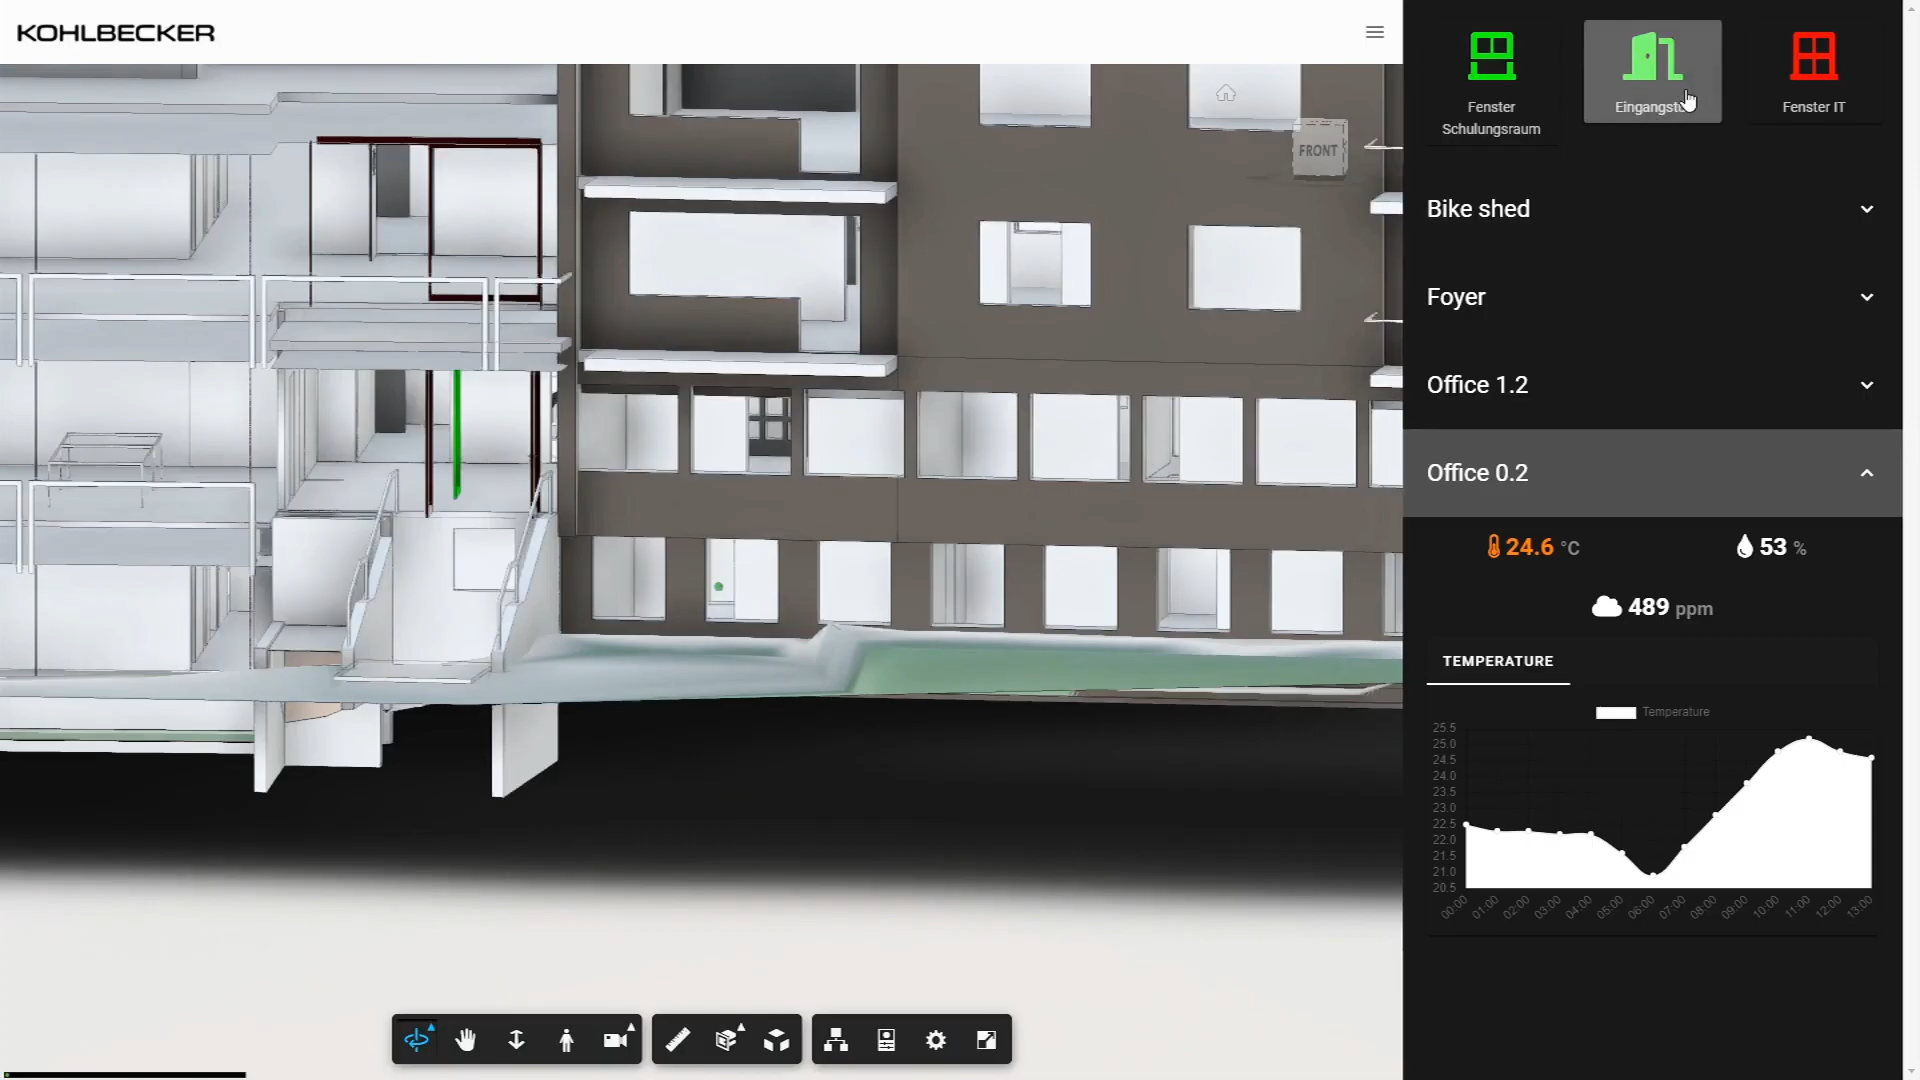 KOHLBECKER
FRONT
Fenster
Schulungsraum
Fenster IT
Bike shed
Foyer
Office 1.2
Office 0.2
24.6 °C
53 %
489 ppm
TEMPERATURE
Temperature
25.5
25.0
24.5
24.0
23.5
23.0
22.5
22.0
21.5
21.0
20.5
00:00 01:00 02:00 03:00 04:00 05:00 06:00 07:00 08:00 09:00 10:00 11:00 12:00 13:00